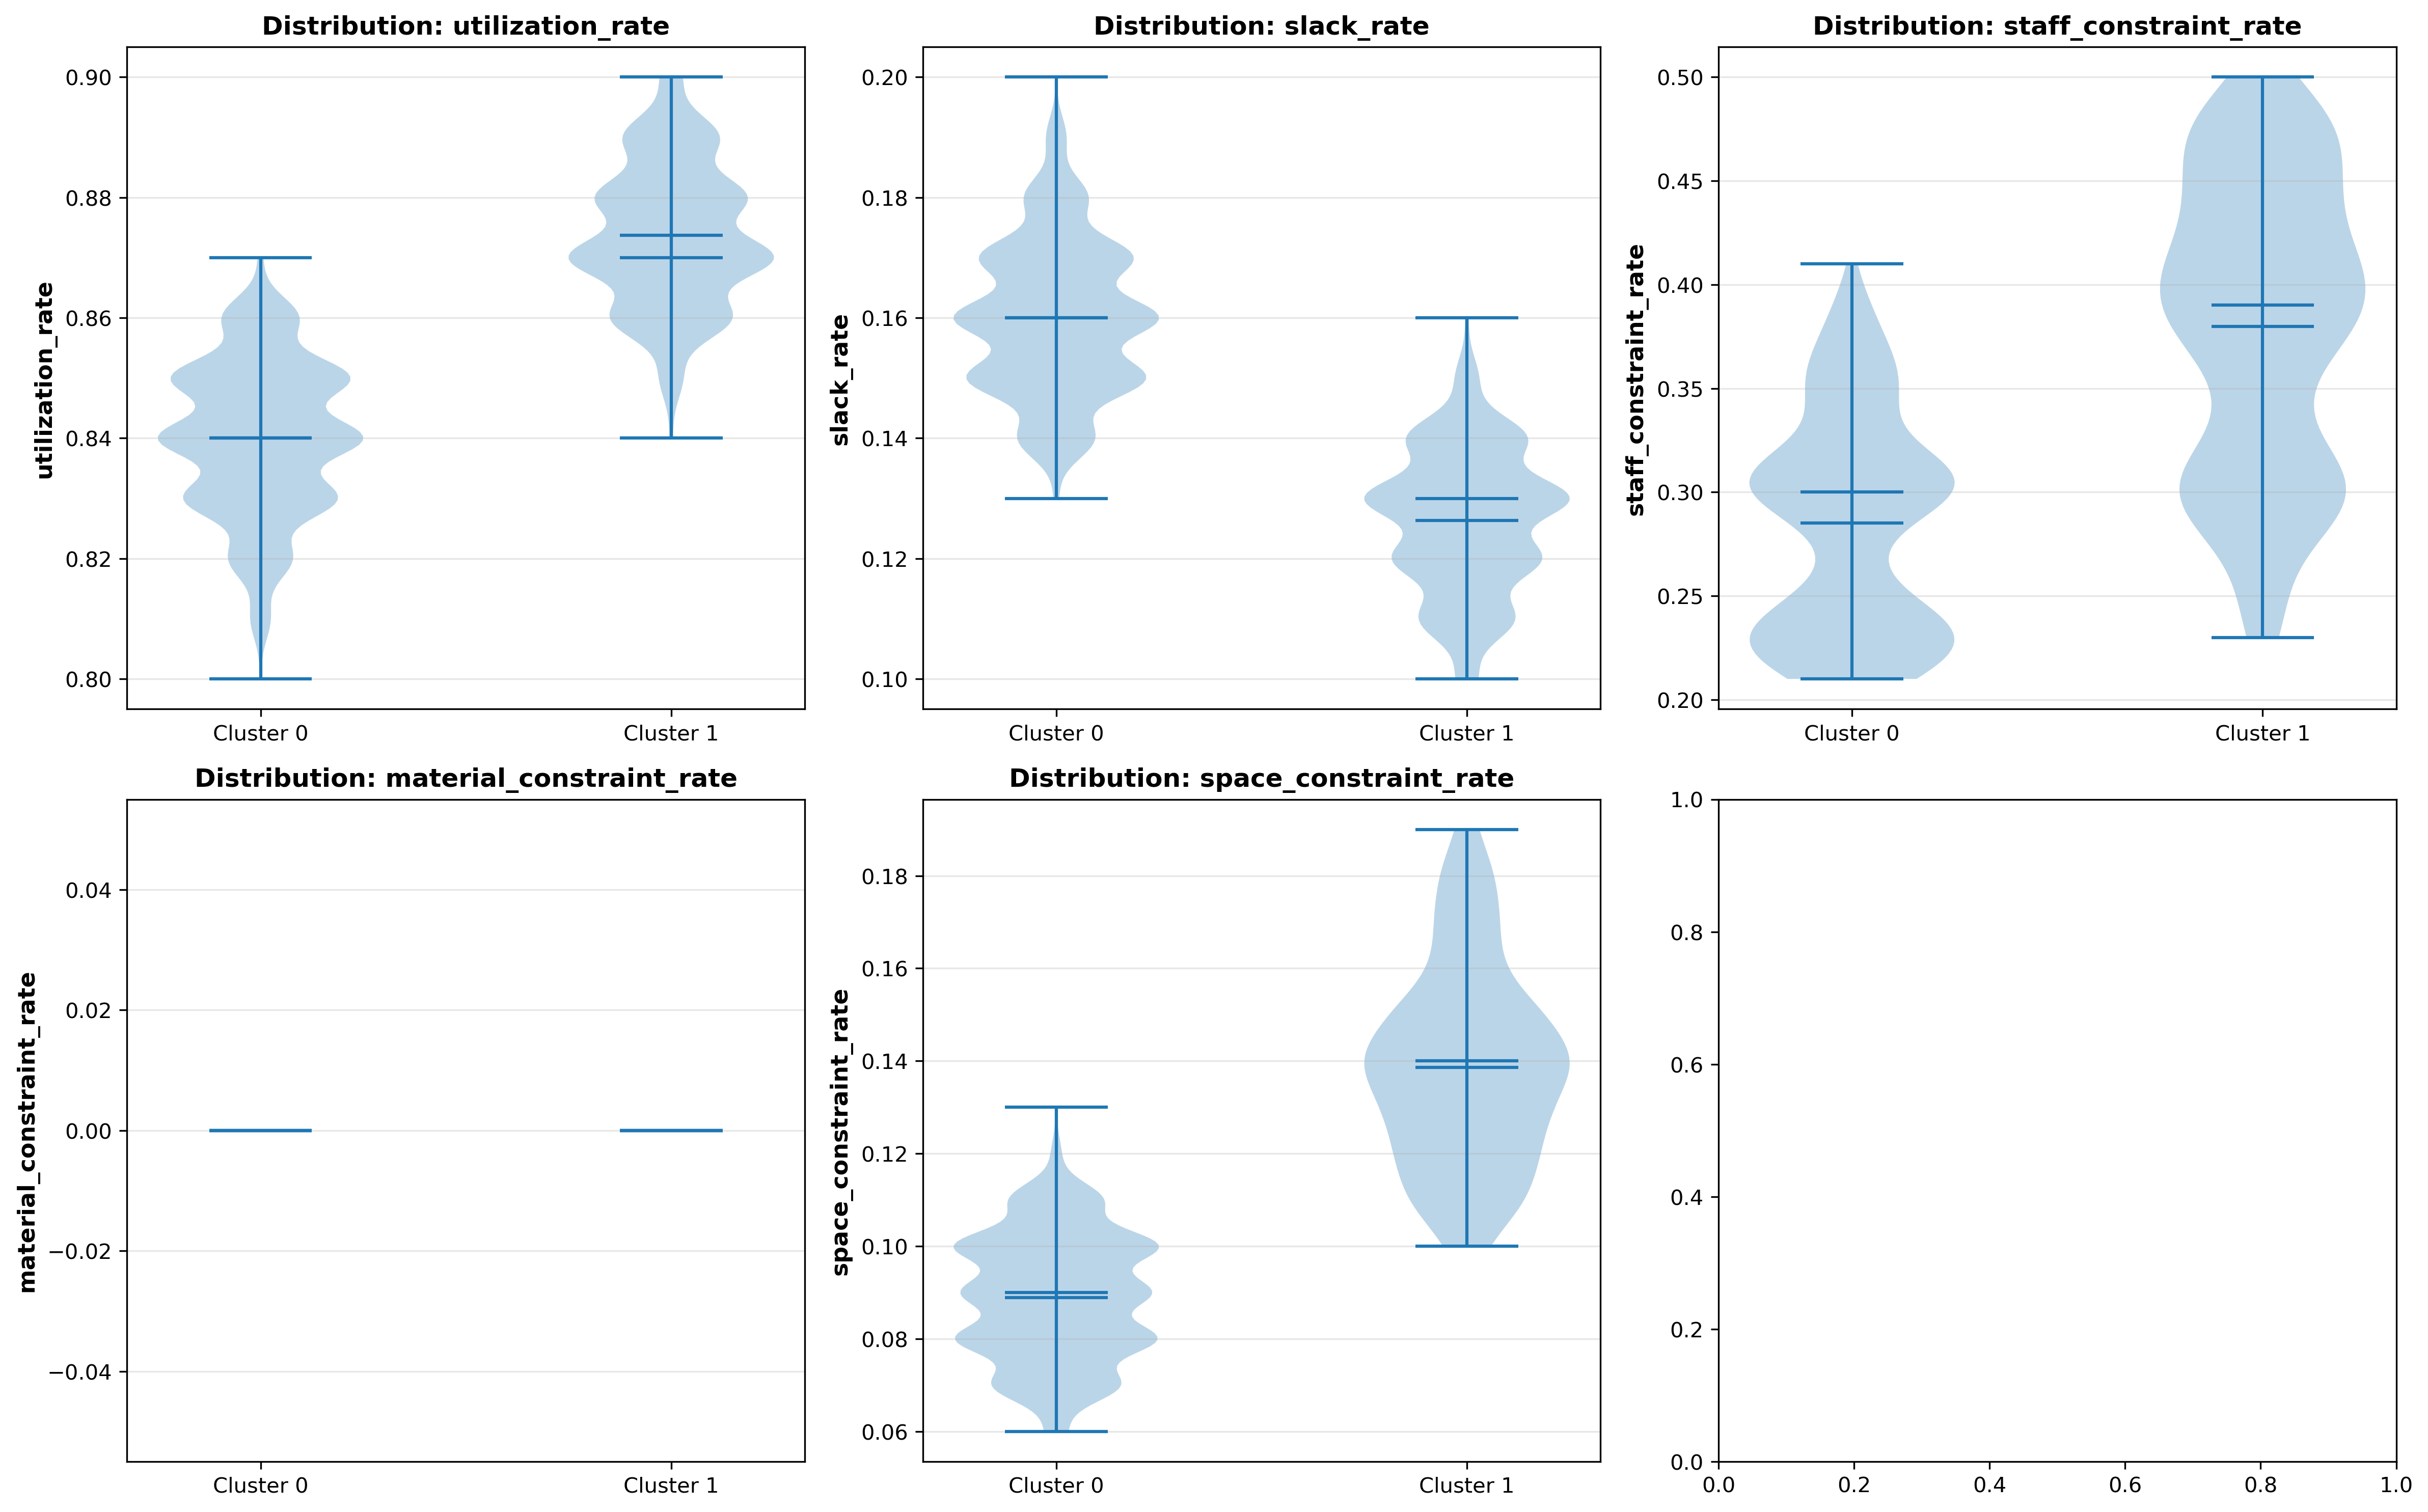 Distribution: utilization_rate
utilization_rate
0.90
0.88
0.86
0.84
0.82
0.80
Cluster 0
Cluster 1
Distribution: slack_rate
slack_rate
0.20
0.18
0.16
0.14
0.12
0.10
Cluster 0
Cluster 1
Distribution: staff_constraint_rate
staff_constraint_rate
0.50
0.45
0.40
0.35
0.30
0.25
0.20
Cluster 0
Cluster 1
Distribution: material_constraint_rate
material_constraint_rate
0.04
0.02
0.00
−0.02
−0.04
Cluster 0
Cluster 1
Distribution: space_constraint_rate
space_constraint_rate
0.18
0.16
0.14
0.12
0.10
0.08
0.06
Cluster 0
Cluster 1
1.0
0.8
0.6
0.4
0.2
0.0
0.0 0.2 0.4 0.6 0.8 1.0